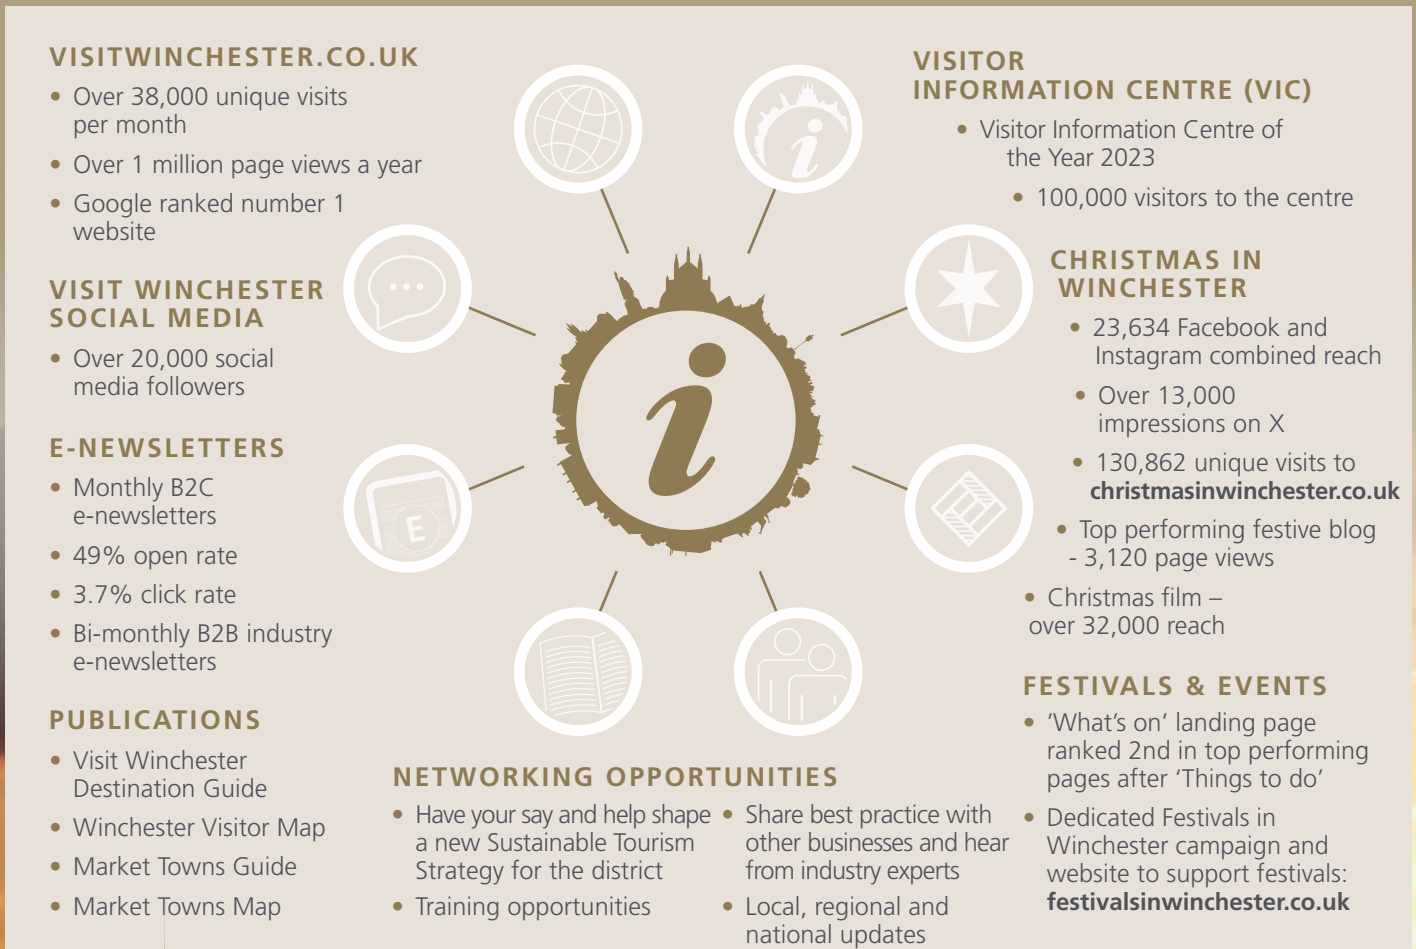 VISITWINCHESTER.CO.UK
• Over 38,000 unique visits
per month
• Over 1 million page views a year
• Google ranked number 1
website
VISIT WINCHESTER
SOCIAL MEDIA
• Over 20,000 social
media followers
E-NEWSLETTERS
• Monthly B2C
e-newsletters
• 49% open rate
• 3.7% click rate
• Bi-monthly B2B industry
e-newsletters
PUBLICATIONS
• Visit Winchester
Destination Guide
• Winchester Visitor Map
• Market Towns Guide
• Market Towns Map
i
i
E
NETWORKING OPPORTUNITIES
• Have your say and help shape
a new Sustainable Tourism
Strategy for the district
• Training opportunities
• Share best practice with
other businesses and hear
from industry experts
• Local, regional and
national updates
VISITOR
INFORMATION CENTRE (VIC)
• Visitor Information Centre of
the Year 2023
• 100,000 visitors to the centre
CHRISTMAS IN
WINCHESTER
• 23,634 Facebook and
Instagram combined reach
• Over 13,000
impressions on X
• 130,862 unique visits to
christmasinwinchester.co.uk
• Top performing festive blog
- 3,120 page views
• Christmas film –
over 32,000 reach
FESTIVALS & EVENTS
• ‘What’s on’ landing page
ranked 2nd in top performing
pages after ‘Things to do’
• Dedicated Festivals in
Winchester campaign and
website to support festivals:
festivalsinwinchester.co.uk